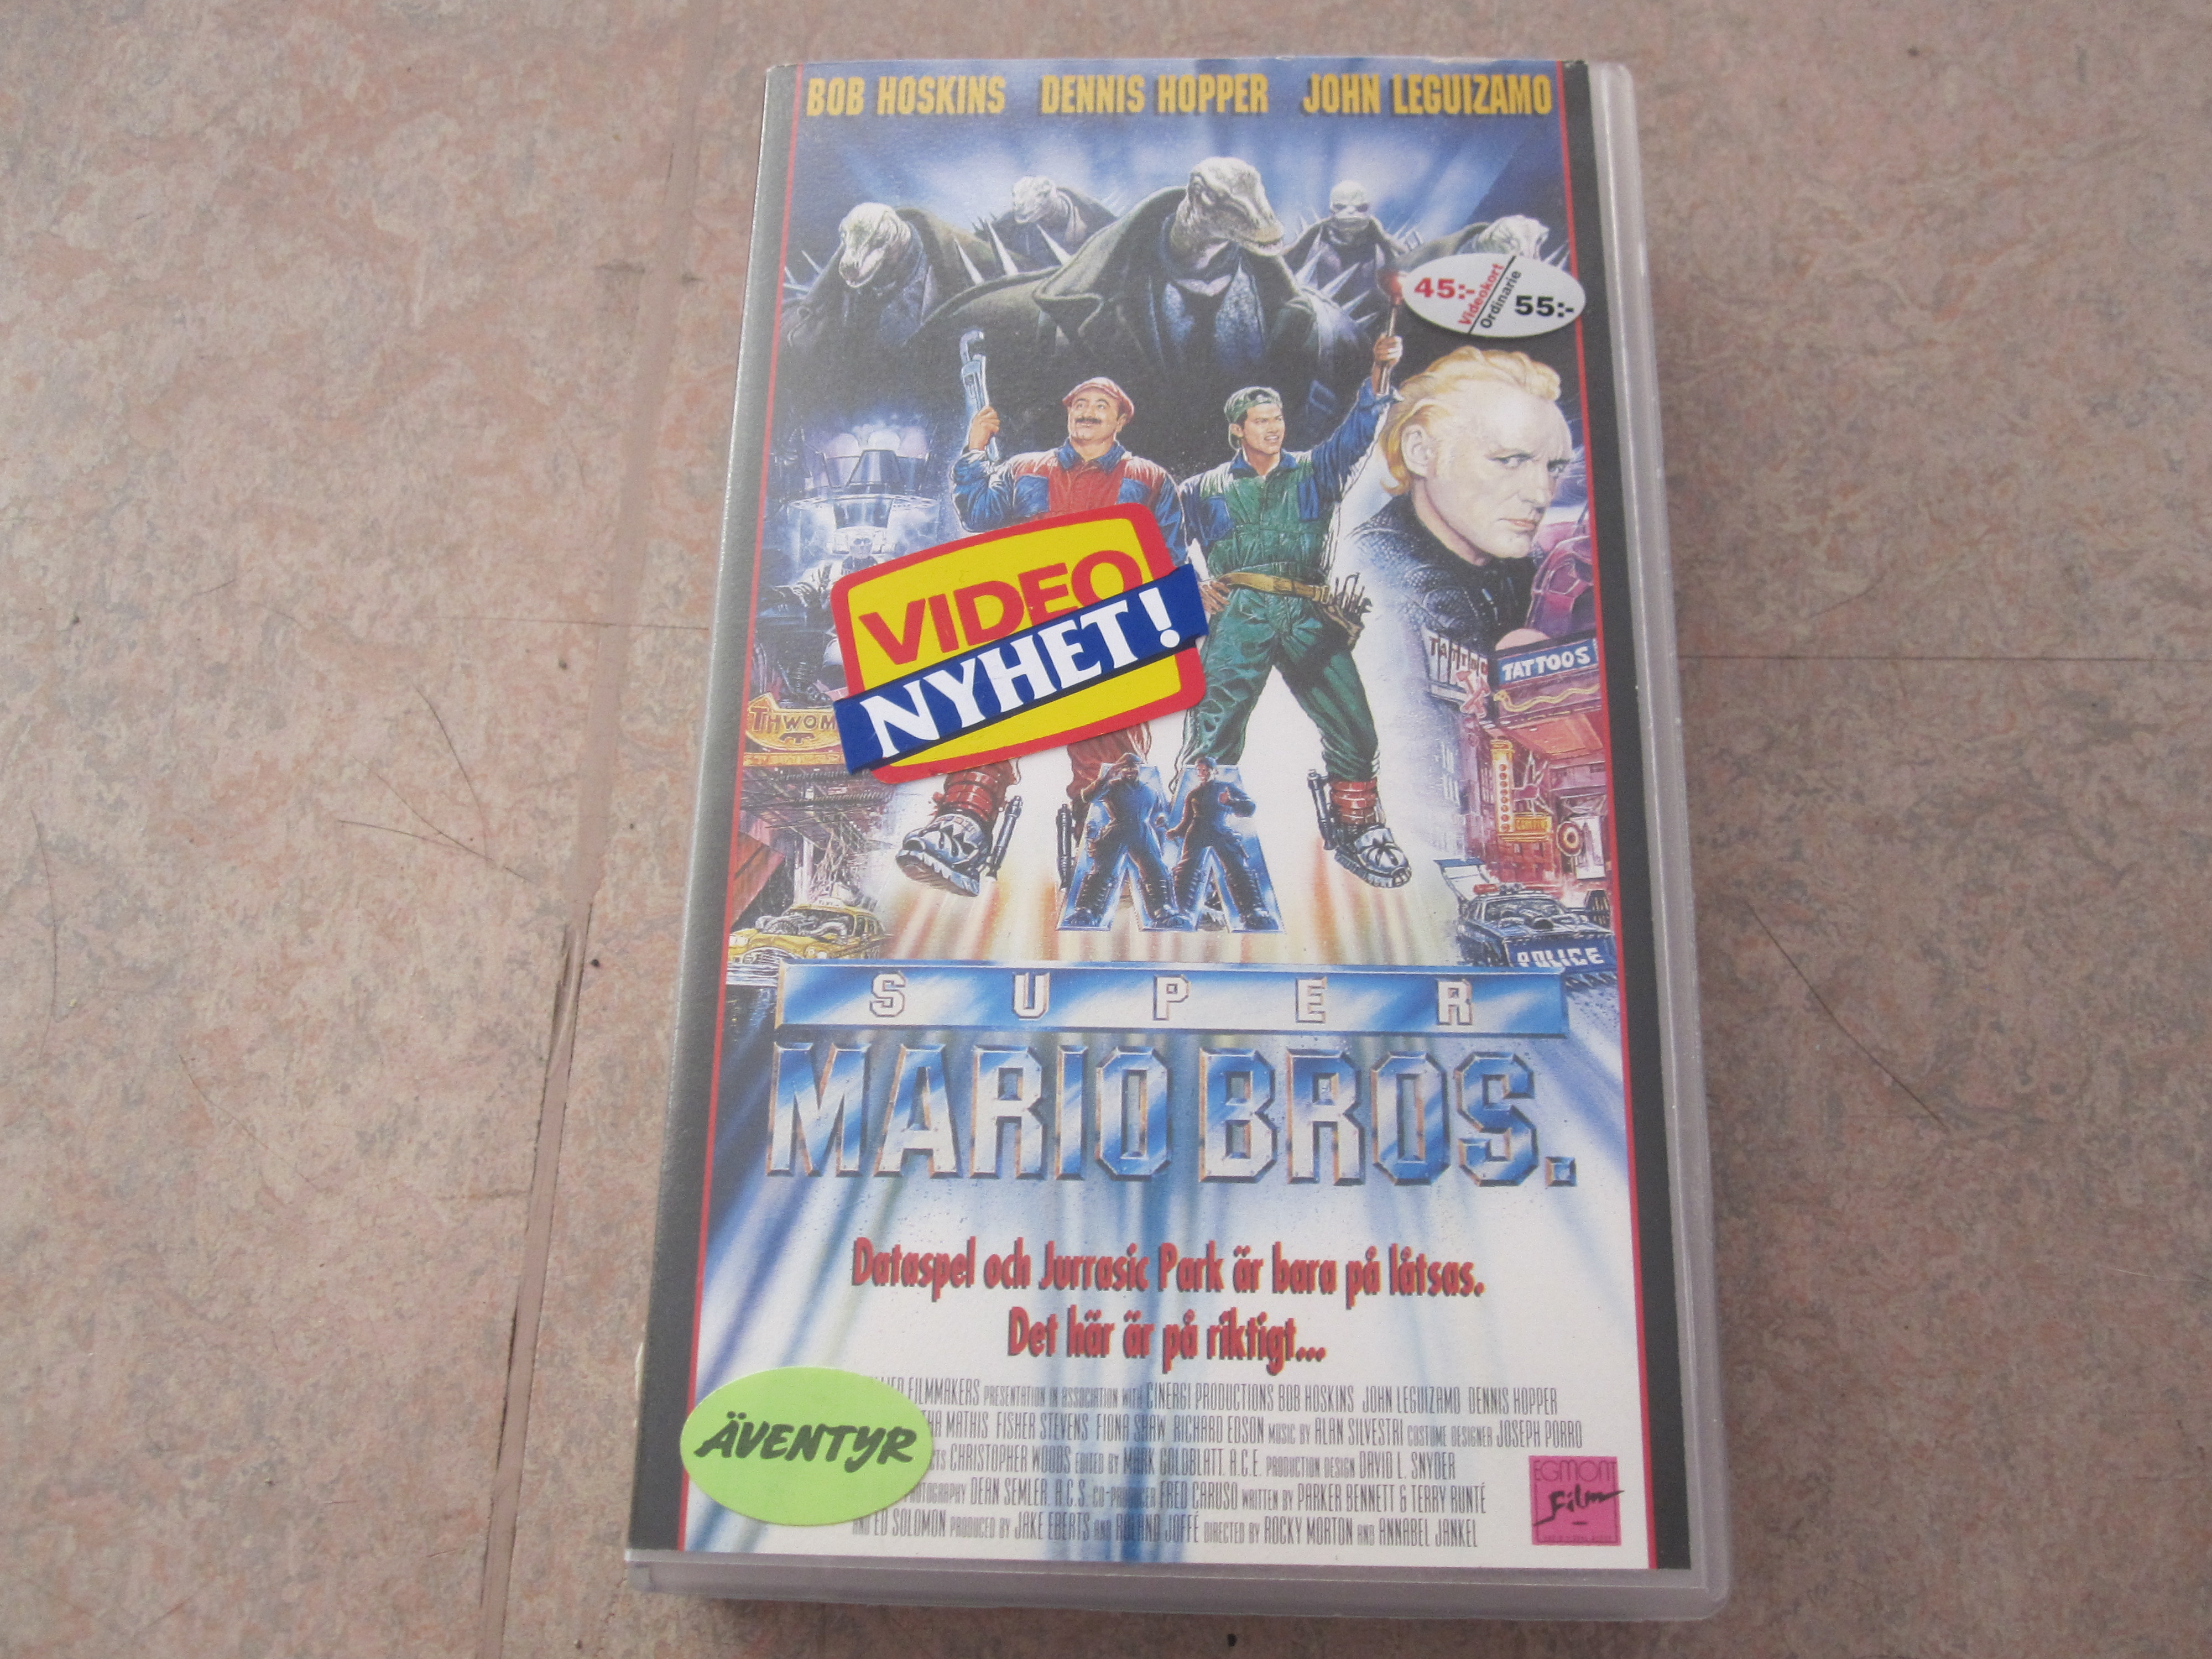 BOB HOSKINS DENNIS HOPPER JOHN LEGUIZAMO
45:- Videokort
Ordinarie 55:-
VIDEO
NYHET!
TATTOOS
THWOM
POLICE
SUPER
MARIO BROS.
Dataspel och Jurrasic Park är bara på låtsas.
Det här är på riktigt...
FILMMAKERS PRESENTATION IN ASSOCIATION WITH CINERGI PRODUCTIONS BOB HOSKINS JOHN LEGUIZAMO DENNIS HOPPER
MATHIS FISHER STEVENS FIONA SHAW RICHARD EDSON MUSIC BY ALAN SILVESTRI COSTUME DESIGNER JOSEPH PORRO
CHRISTOPHER WOODS EDITED BY MARK GOLDBLATT, A.C.E. PRODUCTION DESIGN DAVID L. SNYDER
PHOTOGRAPHY DEAN SEMLER, A.C.S. CO-PRODUCER FRED CARUSO WRITTEN BY PARKER BENNETT & TERRY RUNTÉ
AND ED SOLOMON PRODUCED BY JAKE EBERTS AND ROLAND JOFFÉ DIRECTED BY ROCKY MORTON AND ANNABEL JANKEL
ÄVENTYR
EGMONT
Film